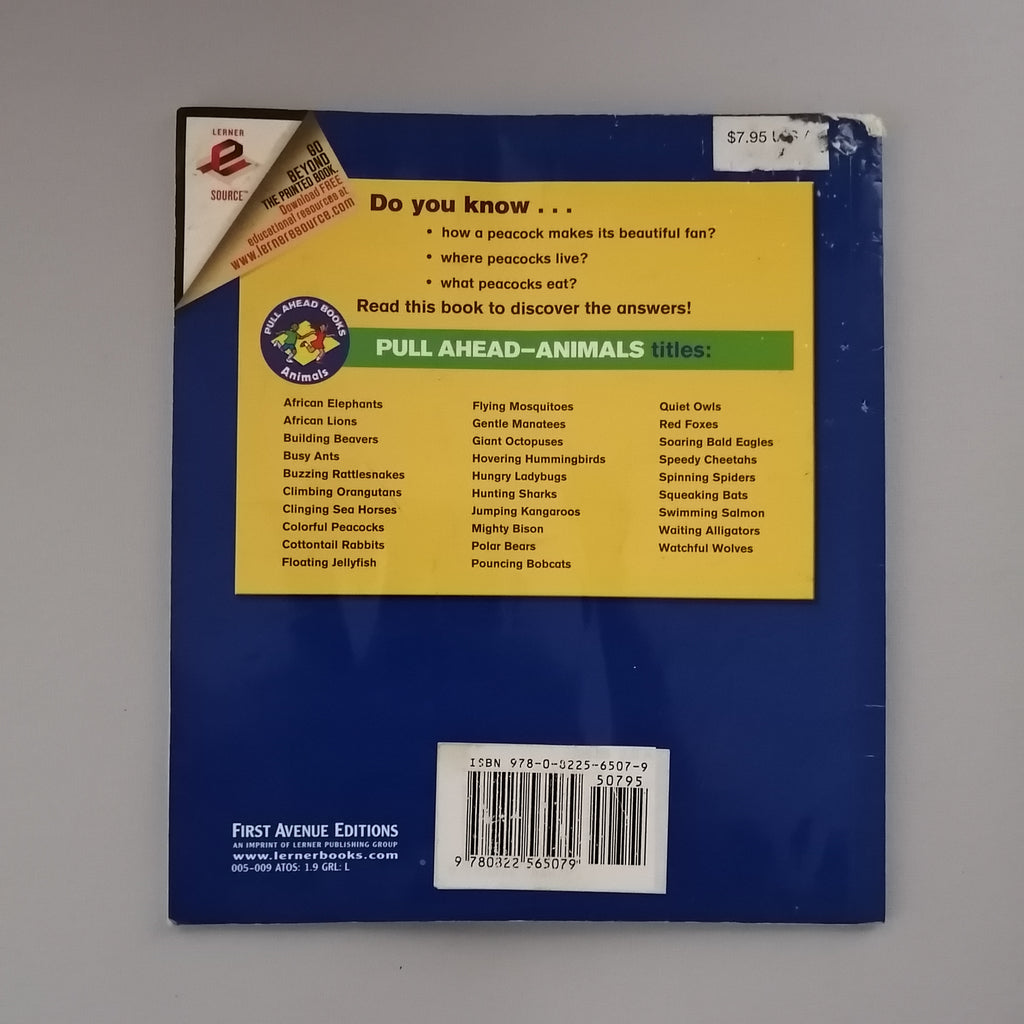 LERNER
e
SOURCE™
GO
BEYOND
THE PRINTED BOOK.
Download FREE
educational resources at
www.lerneresource.com
$7.95
Do you know . . .
• how a peacock makes its beautiful fan?
• where peacocks live?
• what peacocks eat?
Read this book to discover the answers!
PULL AHEAD BOOKS
Animals
PULL AHEAD—ANIMALS titles:
African Elephants
African Lions
Building Beavers
Busy Ants
Buzzing Rattlesnakes
Climbing Orangutans
Clinging Sea Horses
Colorful Peacocks
Cottontail Rabbits
Floating Jellyfish
Flying Mosquitoes
Gentle Manatees
Giant Octopuses
Hovering Hummingbirds
Hungry Ladybugs
Hunting Sharks
Jumping Kangaroos
Mighty Bison
Polar Bears
Pouncing Bobcats
Quiet Owls
Red Foxes
Soaring Bald Eagles
Speedy Cheetahs
Spinning Spiders
Squeaking Bats
Swimming Salmon
Waiting Alligators
Watchful Wolves
ISBN 978-0-8225-6507-9
50795
9 780822 565079
FIRST AVENUE EDITIONS
AN IMPRINT OF LERNER PUBLISHING GROUP
www.lernerbooks.com
005-009 ATOS: 1.9 GRL: L